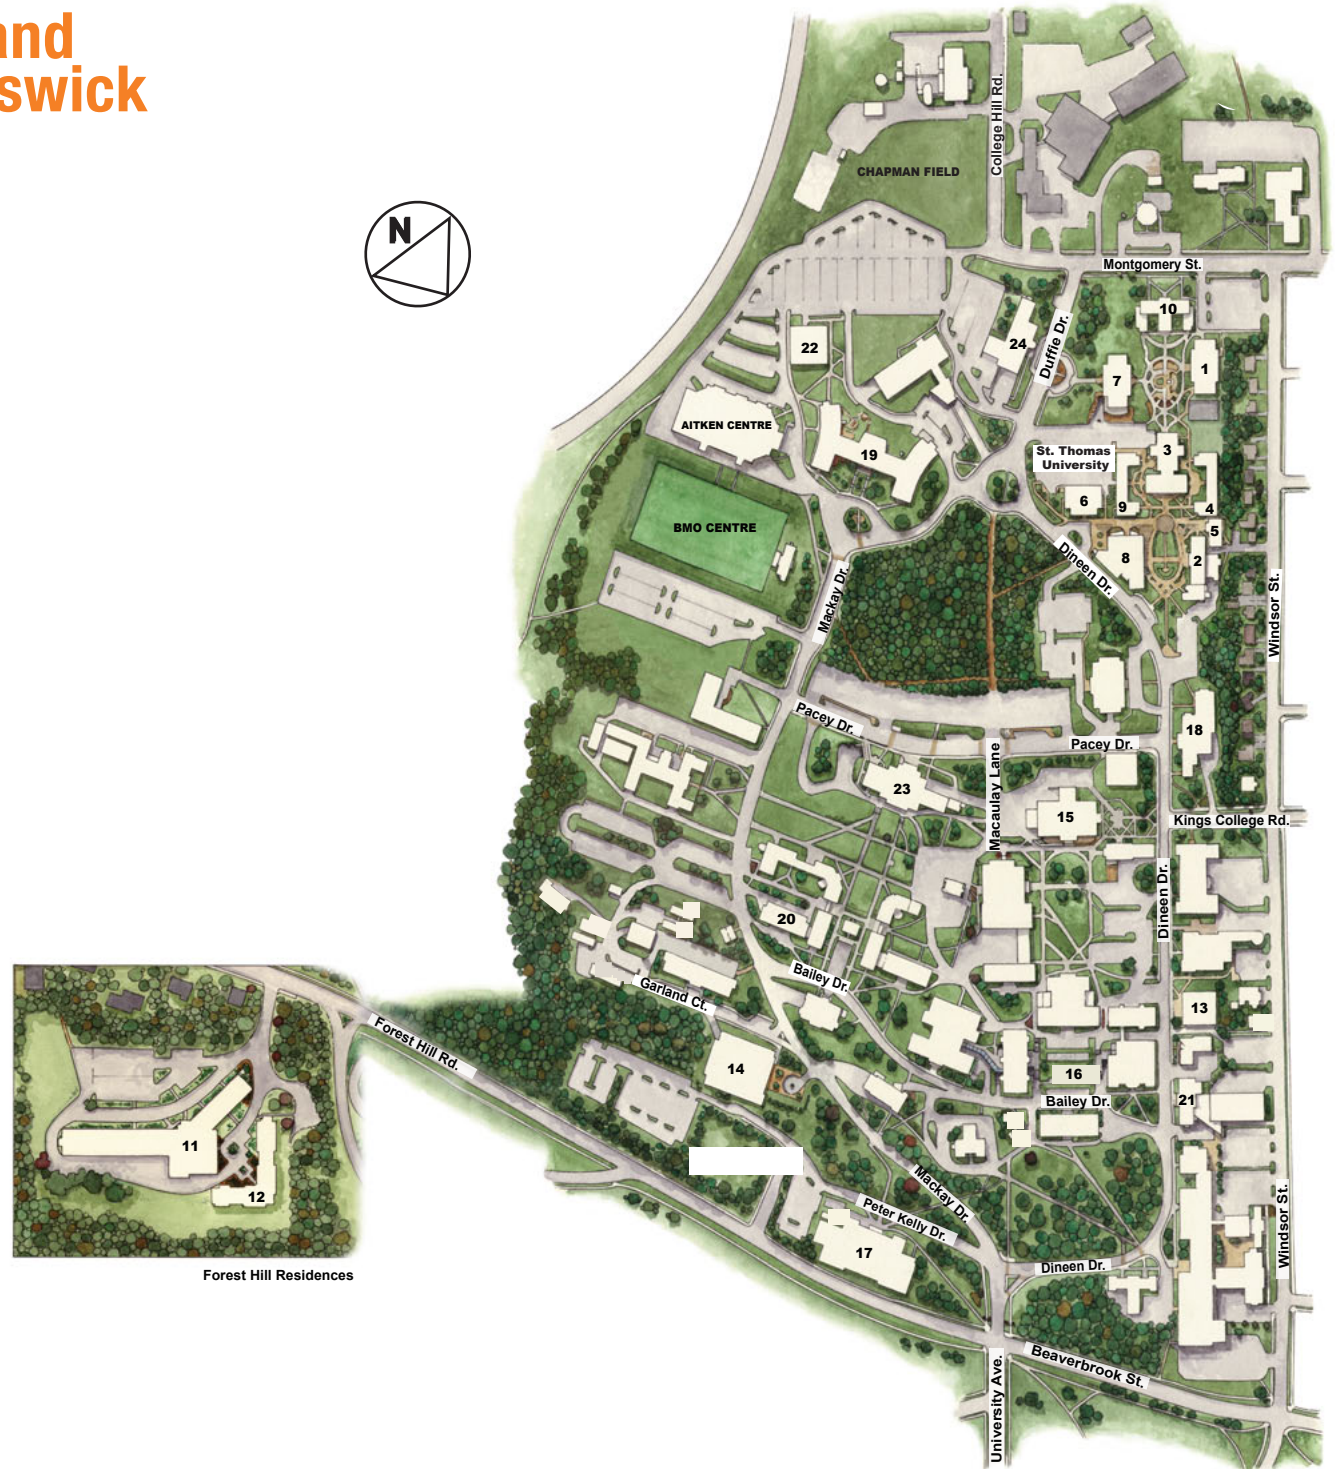 and
swick
N
College Hill Rd.
CHAPMAN FIELD
Montgomery St.
10
22
24
Duffie Dr.
1
7
AITKEN CENTRE
19
St. Thomas
University
3
6
9
4
BMO CENTRE
5
8
2
Dineen Dr.
Mackay Dr.
Windsor St.
Pacey Dr.
18
Pacey Dr.
Macaulay Lane
23
15
Kings College Rd.
Dineen Dr.
20
Bailey Dr.
Garland Ct.
13
Forest Hill Rd.
14
16
Bailey Dr.
21
11
12
Mackay Dr.
Peter Kelly Dr.
Windsor St.
17
Dineen Dr.
Forest Hill Residences
Beaverbrook St.
University Ave.